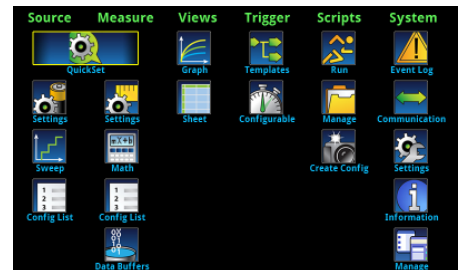 Source Measure Views Trigger Scripts System
QuickSet Graph Templates Run Event Log
Settings Settings Sheet Configurable Manage Communication
Sweep Math Create Config Settings
Config List Config List Information
Data Buffers Manage